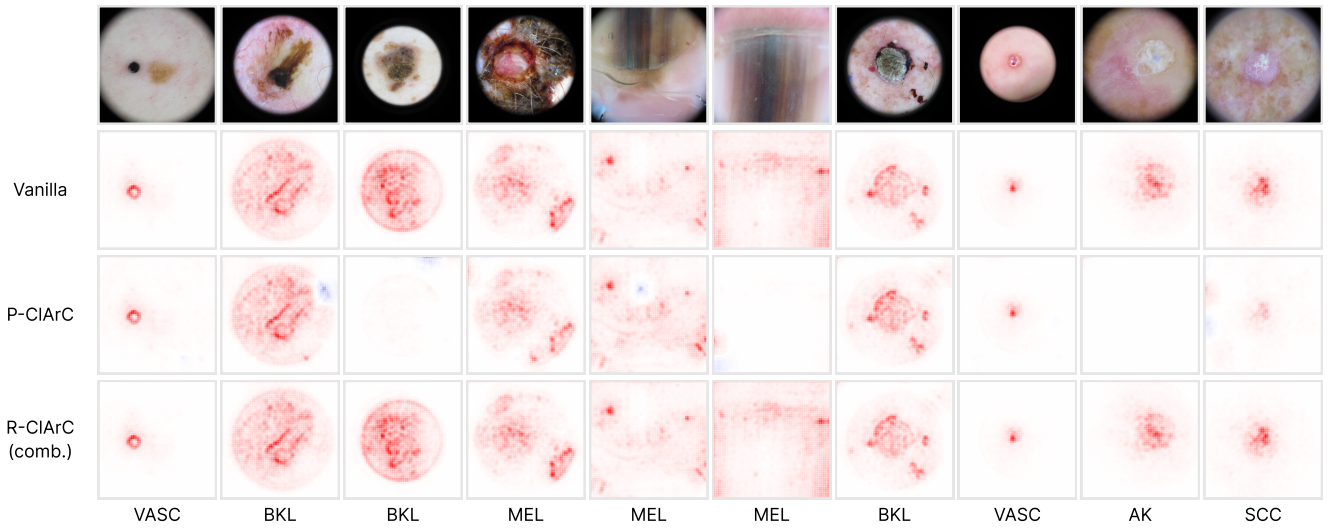 Vanilla
P-ClArC
R-ClArC
(comb.)
VASC BKL BKL MEL MEL MEL BKL VASC AK SCC